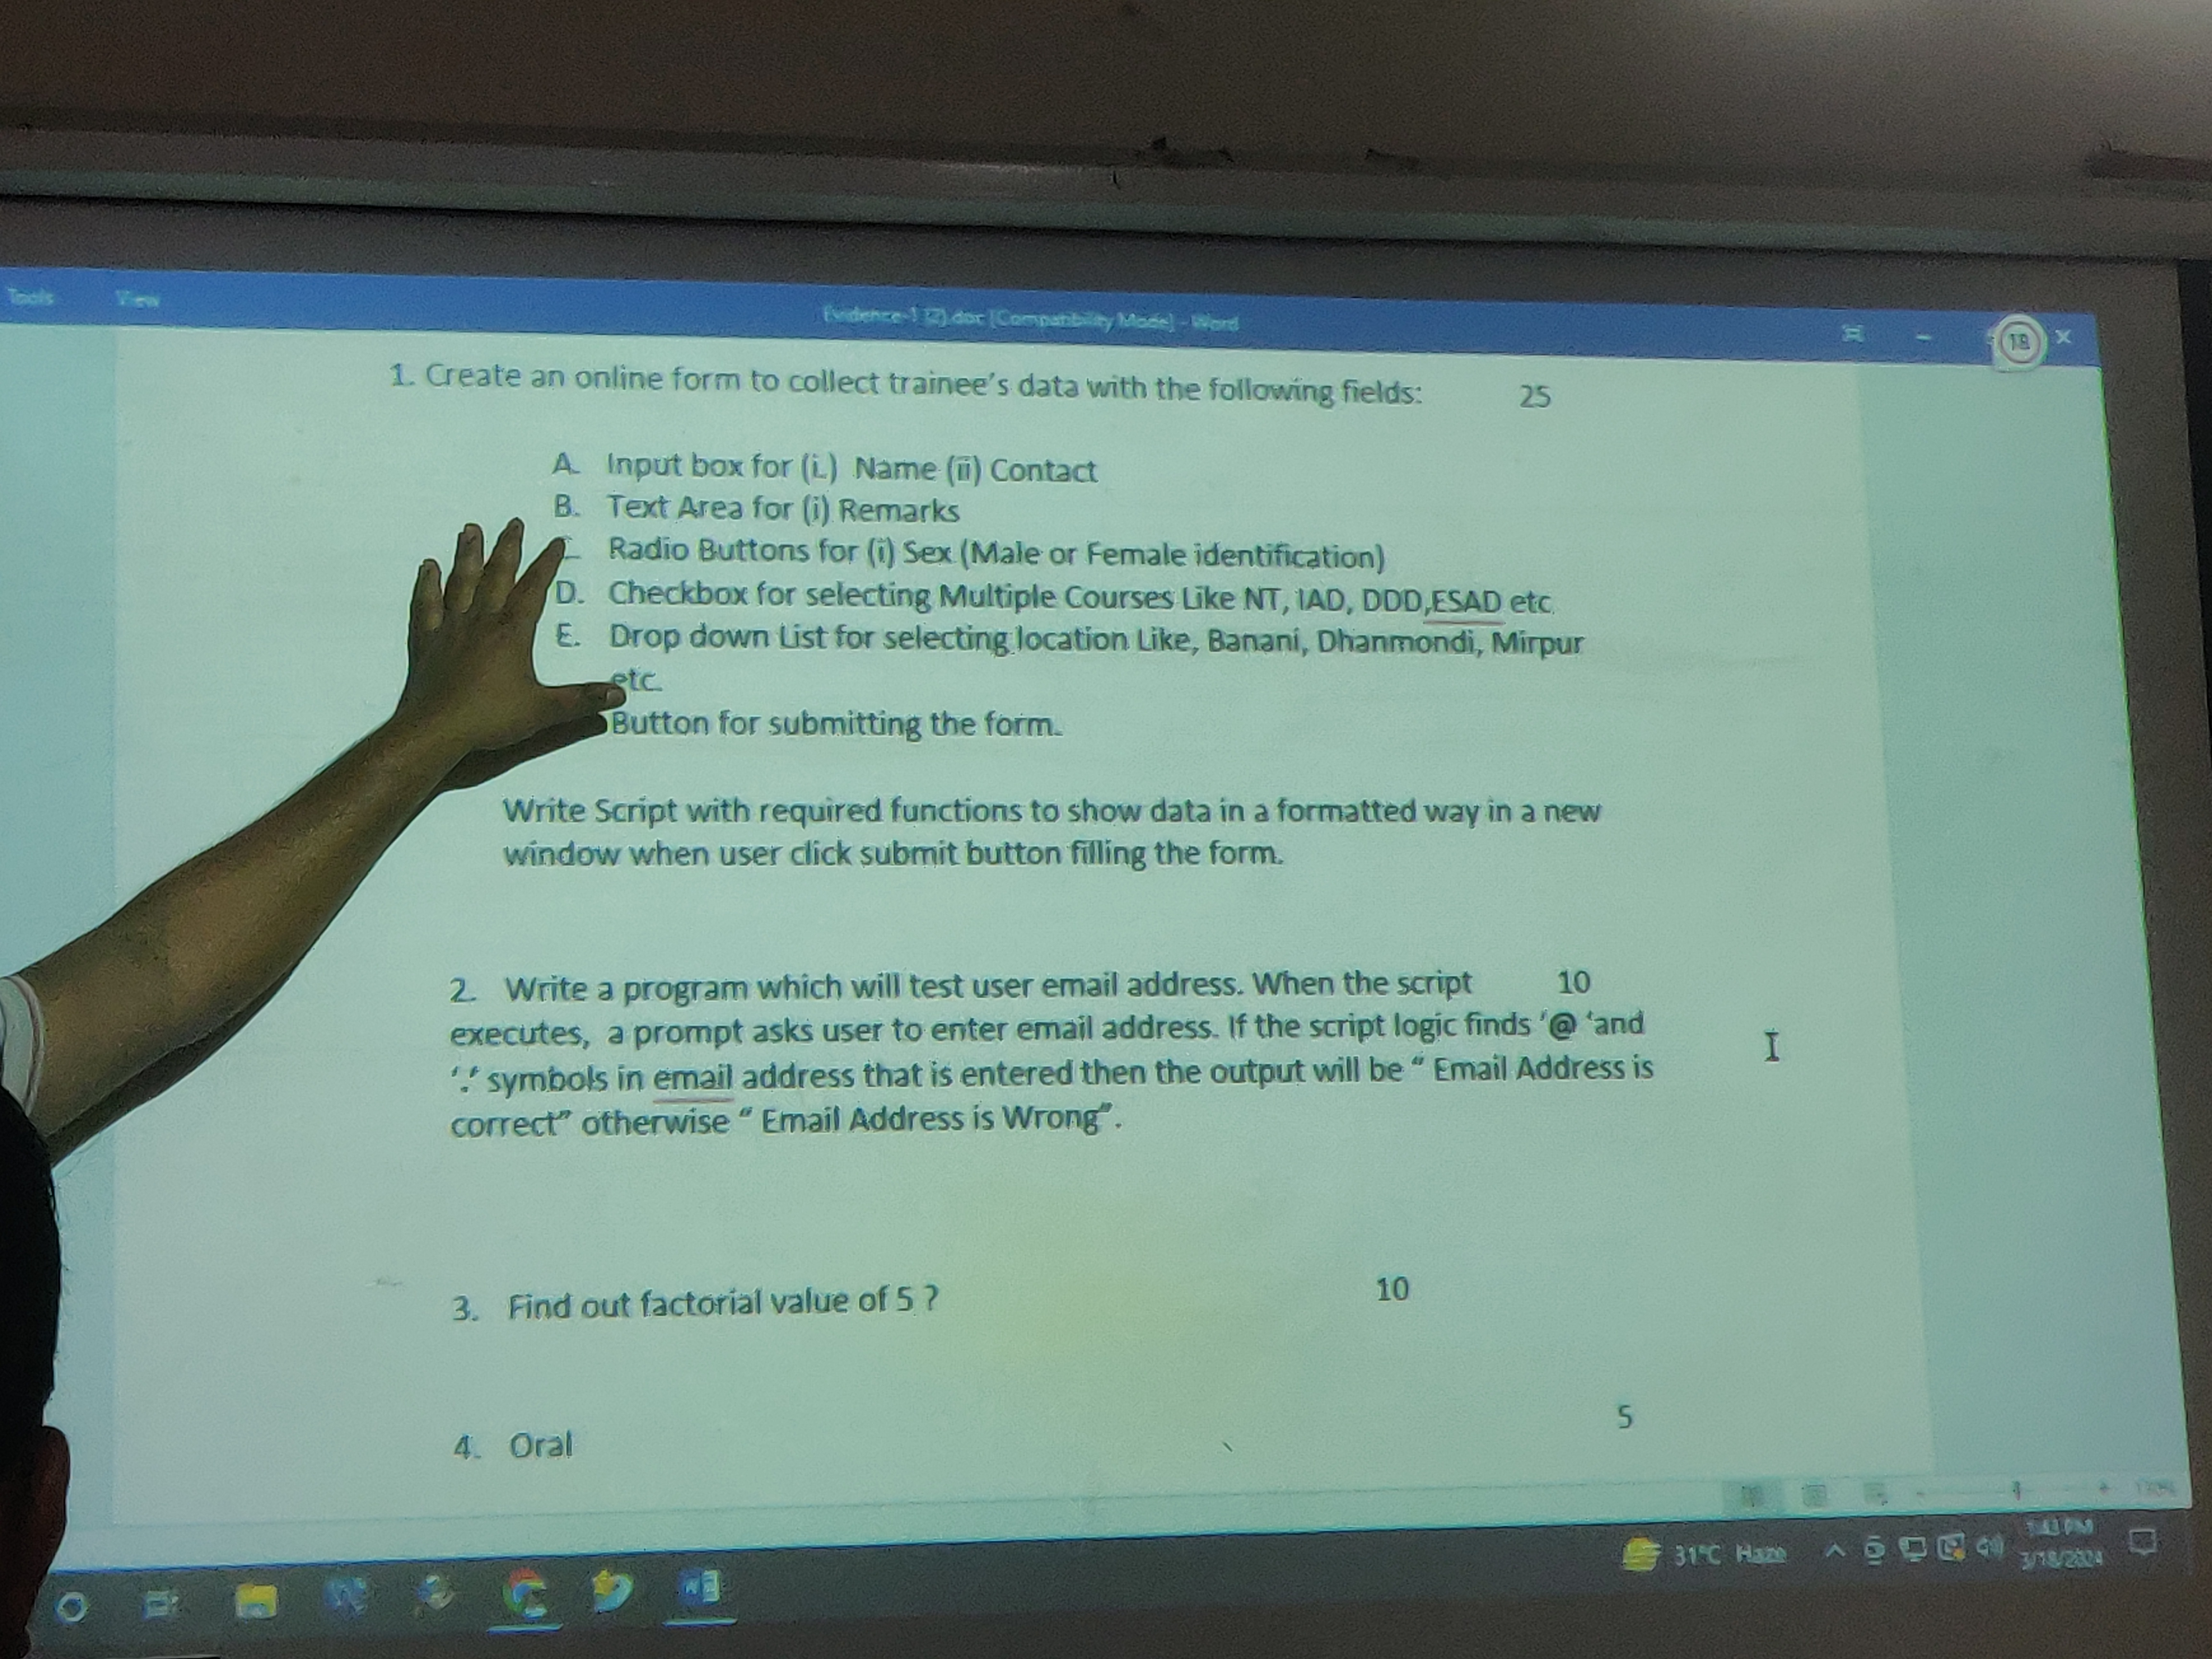 Tools View Evidence-1 (2).doc [Compatibility Mode] - Word
18
1. Create an online form to collect trainee's data with the following fields: 25
A. Input box for (i.) Name (ii) Contact
B. Text Area for (i) Remarks
Radio Buttons for (i) Sex (Male or Female identification)
D. Checkbox for selecting Multiple Courses Like NT, IAD, DDD,ESAD etc
E. Drop down List for selecting location Like, Banani, Dhanmondi, Mirpur
etc.
Button for submitting the form.
Write Script with required functions to show data in a formatted way in a new
window when user click submit button filling the form.
2. Write a program which will test user email address. When the script 10
executes, a prompt asks user to enter email address. If the script logic finds '@ 'and
'.' symbols in email address that is entered then the output will be " Email Address is
correct" otherwise " Email Address is Wrong".
3. Find out factorial value of 5 ? 10
4. Oral 5
31°C Haze
3/18/2024